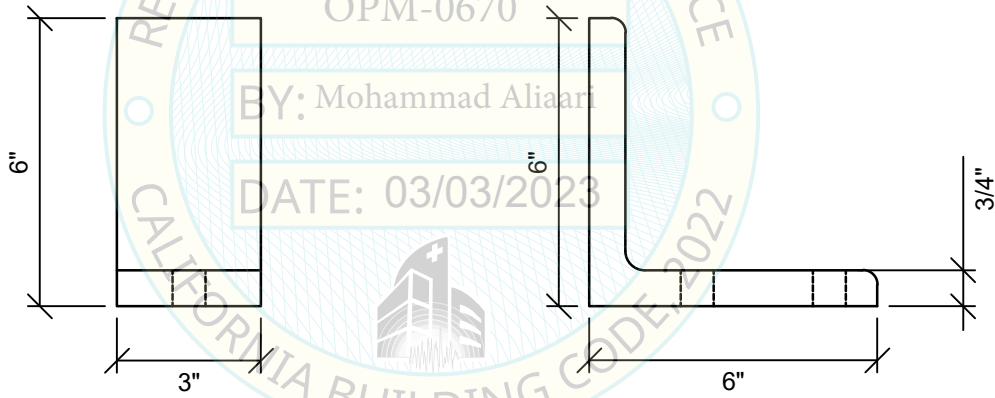 OPM-0670
BY: Mohammad Aliaari
DATE: 03/03/2023
CALIFORNIA BUILDING CODE, 2022
6"
3"
6"
6"
3/4"